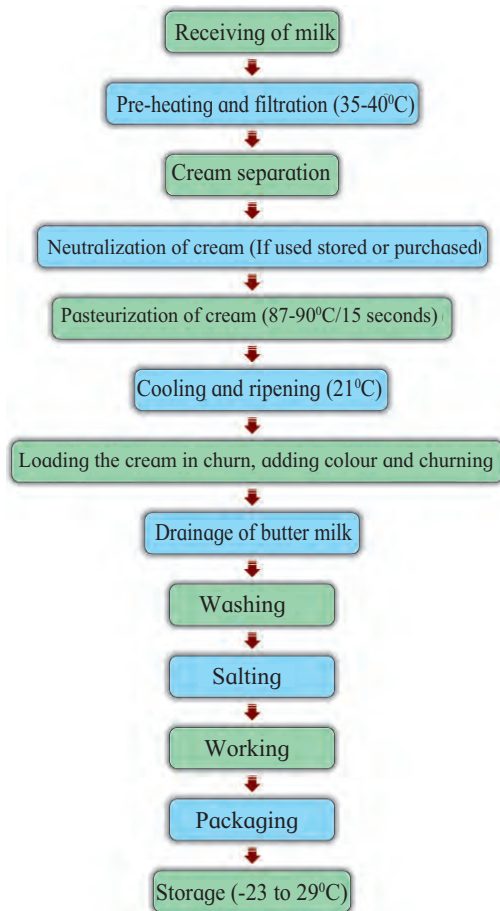 Receiving of milk
Pre-heating and filtration (35-40⁰C)
Cream separation
Neutralization of cream (If used stored or purchased)
Pasteurization of cream (87-90⁰C/15 seconds)
Cooling and ripening (21⁰C)
Loading the cream in churn, adding colour and churning
Drainage of butter milk
Washing
Salting
Working
Packaging
Storage (-23 to 29⁰C)